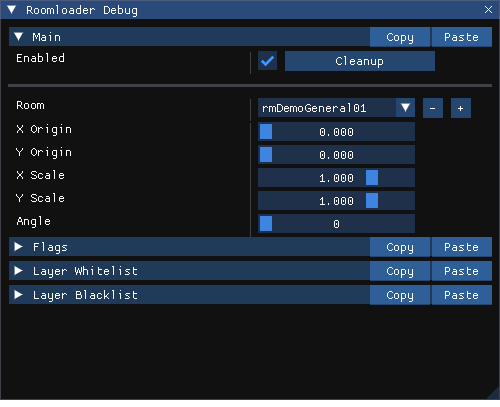 Roomloader Debug
Main Copy Paste
Enabled Cleanup
Room rmDemoGeneral01 - +
X Origin 0.000
Y Origin 0.000
X Scale 1.000
Y Scale 1.000
Angle 0
Flags Copy Paste
Layer Whitelist Copy Paste
Layer Blacklist Copy Paste